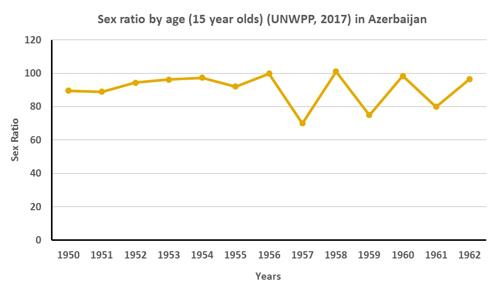 Sex ratio by age (15 year olds) (UNWPP, 2017) in Azerbaijan
120
100
80
60
40
20
0
Sex Ratio
1950 1951 1952 1953 1954 1955 1956 1957 1958 1959 1960 1961 1962
Years